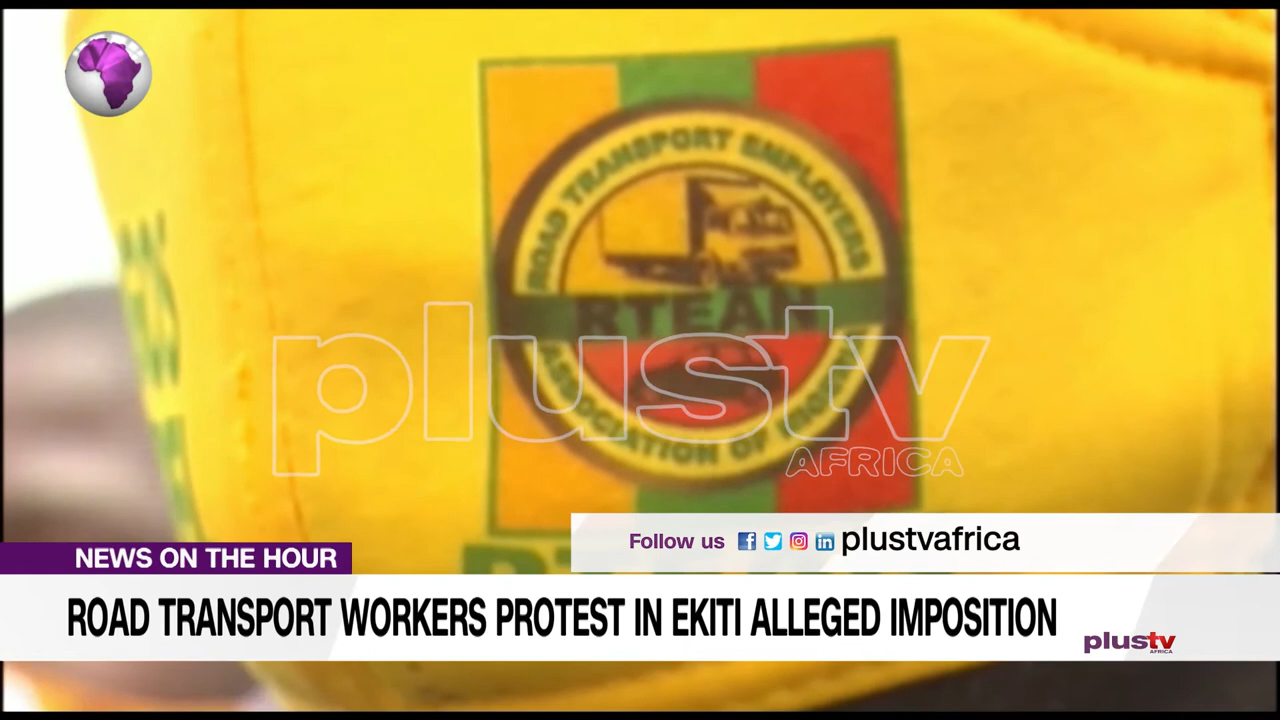 ROAD TRANSPORT EMPLOYERS
RTEAN
ASSOCIATION OF
plustv
AFRICA
Follow us plustvafrica
NEWS ON THE HOUR
ROAD TRANSPORT WORKERS PROTEST IN EKITI ALLEGED IMPOSITION
plustv
AFRICA